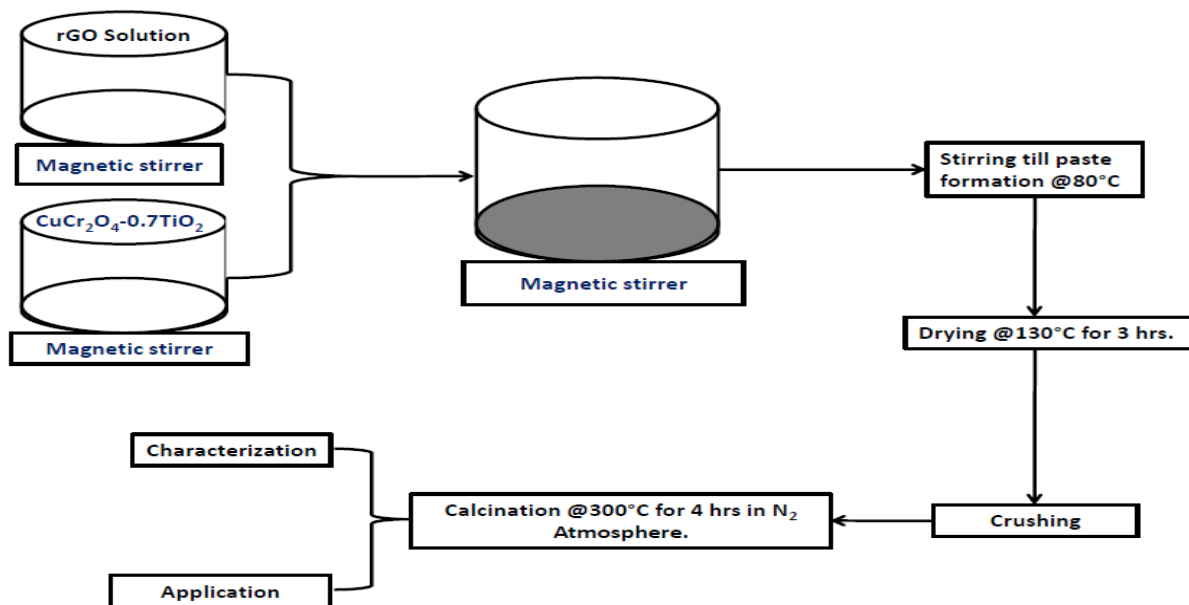 rGO Solution
Magnetic stirrer
CuCr₂O₄-0.7TiO₂
Magnetic stirrer
Magnetic stirrer
Stirring till paste
formation @80°C
Drying @130°C for 3 hrs.
Crushing
Calcination @300°C for 4 hrs in N₂
Atmosphere.
Characterization
Application